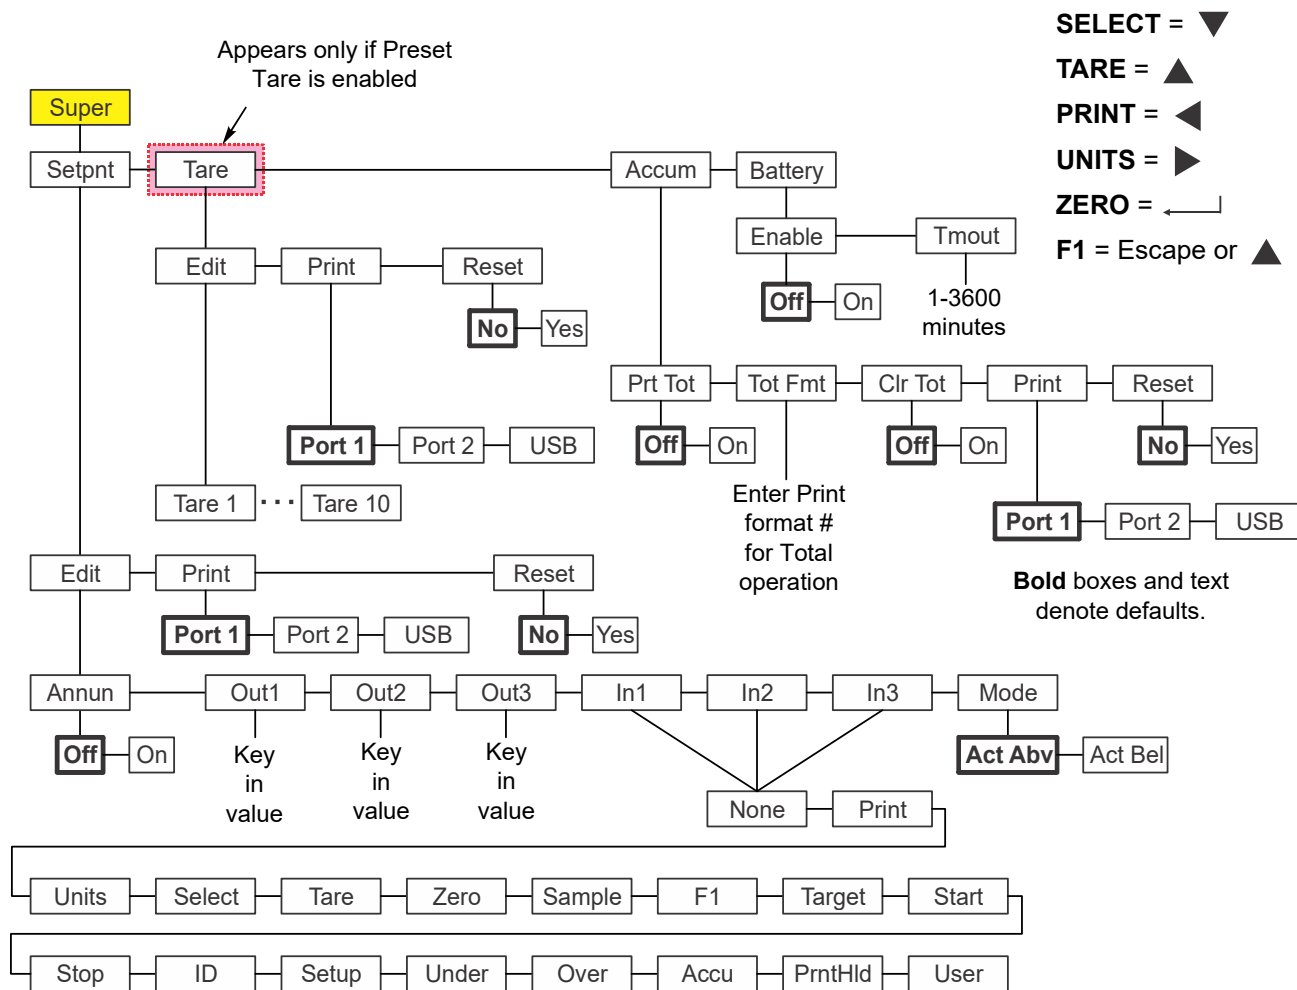 SELECT =
Appears only if Preset
Tare is enabled
TARE =
Super
PRINT =
Setpnt Tare Accum Battery
UNITS =
ZERO =
Enable Tmout
F1 = Escape or
Edit Print Reset
Off On
1-3600
minutes
No Yes
Prt Tot Tot Fmt Clr Tot Print Reset
Port 1 Port 2 USB
Off On Off On No Yes
Tare 1 ... Tare 10
Enter Print
format #
for Total
operation
Port 1 Port 2 USB
Edit Print Reset
Bold boxes and text
denote defaults.
Port 1 Port 2 USB No Yes
Annun Out1 Out2 Out3 In1 In2 In3 Mode
Off On
Key
in
value
Key
in
value
Key
in
value
Act Abv Act Bel
None Print
Units Select Tare Zero Sample F1 Target Start
Stop ID Setup Under Over Accu PrntHld User